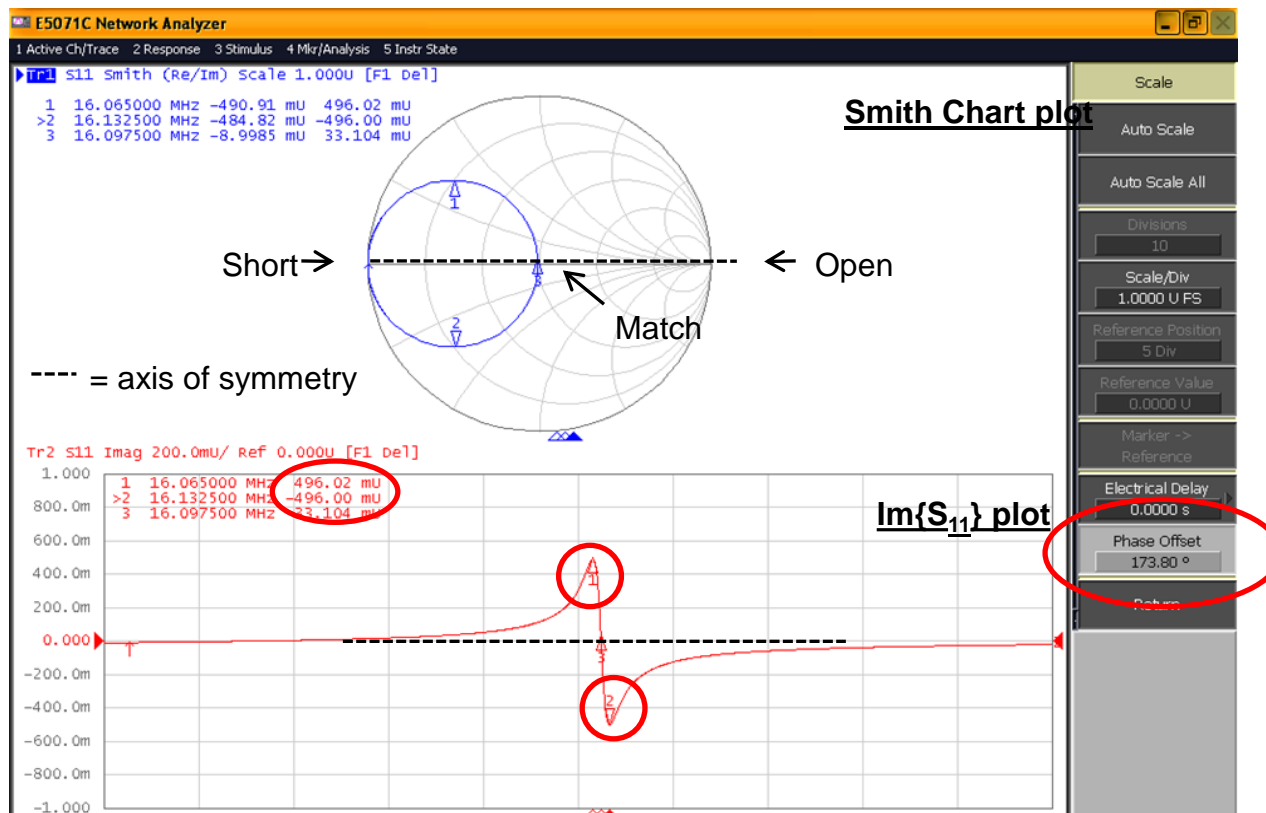 E5071C Network Analyzer
1 Active Ch/Trace 2 Response 3 Stimulus 4 Mkr/Analysis 5 Instr State
Tr1 S11 Smith (Re/Im) Scale 1.000U [F1 Del]
1 16.065000 MHz -490.91 mU 496.02 mU
>2 16.132500 MHz -484.82 mU -496.00 mU
3 16.097500 MHz -8.9985 mU 33.104 mU
Smith Chart plot
1
Short
Open
3
2
Match
---- = axis of symmetry
Tr2 S11 Imag 200.0mU/ Ref 0.000U [F1 Del]
1 16.065000 MHz 496.02 mU
>2 16.132500 MHz -496.00 mU
3 16.097500 MHz 33.104 mU
Im{S11} plot
1.000
800.0m
600.0m
400.0m
200.0m
0.000
-200.0m
-400.0m
-600.0m
-800.0m
-1.000
1
3
2
Scale
Auto Scale
Auto Scale All
Divisions
10
Scale/Div
1.0000 U FS
Reference Position
5 Div
Reference Value
0.0000 U
Marker ->
Reference
Electrical Delay
0.0000 s
Phase Offset
173.80 °
Return